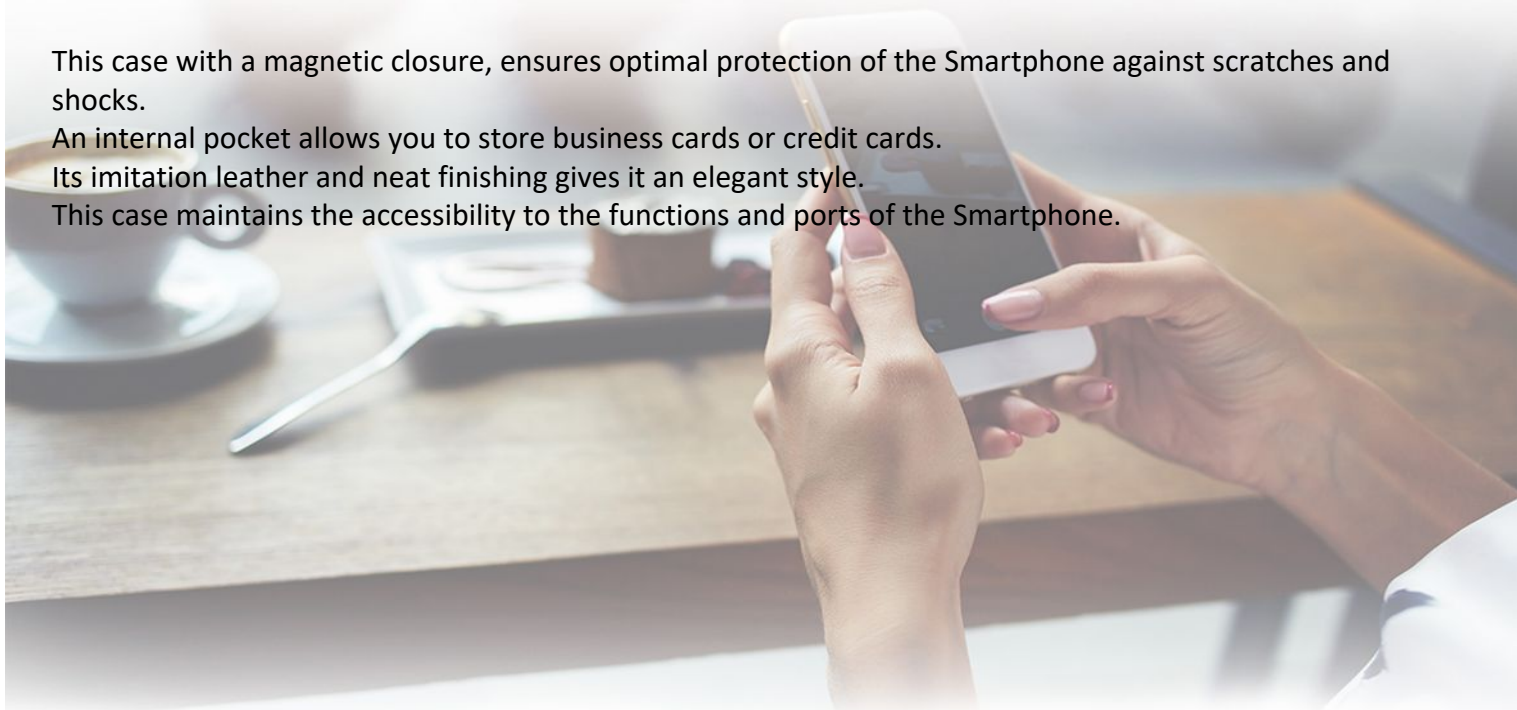 This case with a magnetic closure, ensures optimal protection of the Smartphone against scratches and
shocks.
An internal pocket allows you to store business cards or credit cards.
Its imitation leather and neat finishing gives it an elegant style.
This case maintains the accessibility to the functions and ports of the Smartphone.